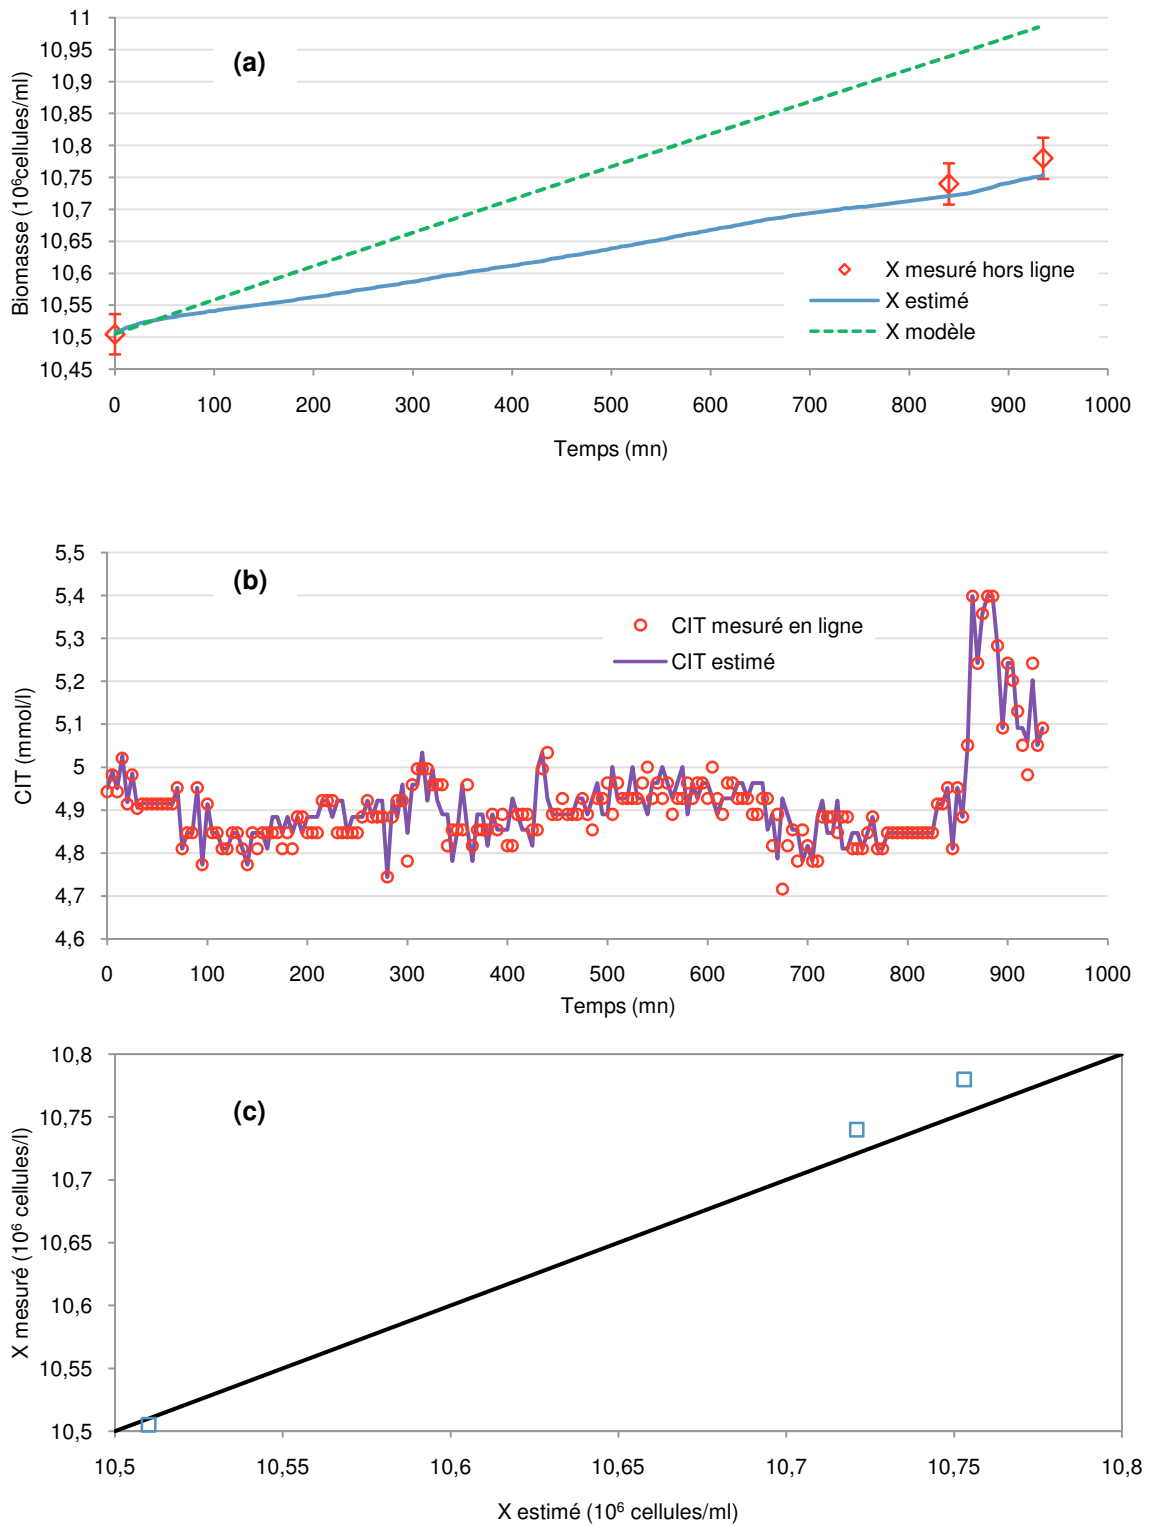 11
10,95
10,9
10,85
10,8
10,75
10,7
10,65
10,6
10,55
10,5
10,45
Biomasse (10⁶cellules/ml)
(a)
X mesuré hors ligne
X estimé
X modèle
0 100 200 300 400 500 600 700 800 900 1000
Temps (mn)
5,5
5,4
5,3
5,2
5,1
5
4,9
4,8
4,7
4,6
CIT (mmol/l)
(b)
CIT mesuré en ligne
CIT estimé
0 100 200 300 400 500 600 700 800 900 1000
Temps (mn)
10,8
10,75
10,7
10,65
10,6
10,55
10,5
X mesuré (10⁶ cellules/l)
(c)
10,5 10,55 10,6 10,65 10,7 10,75 10,8
X estimé (10⁶ cellules/ml)